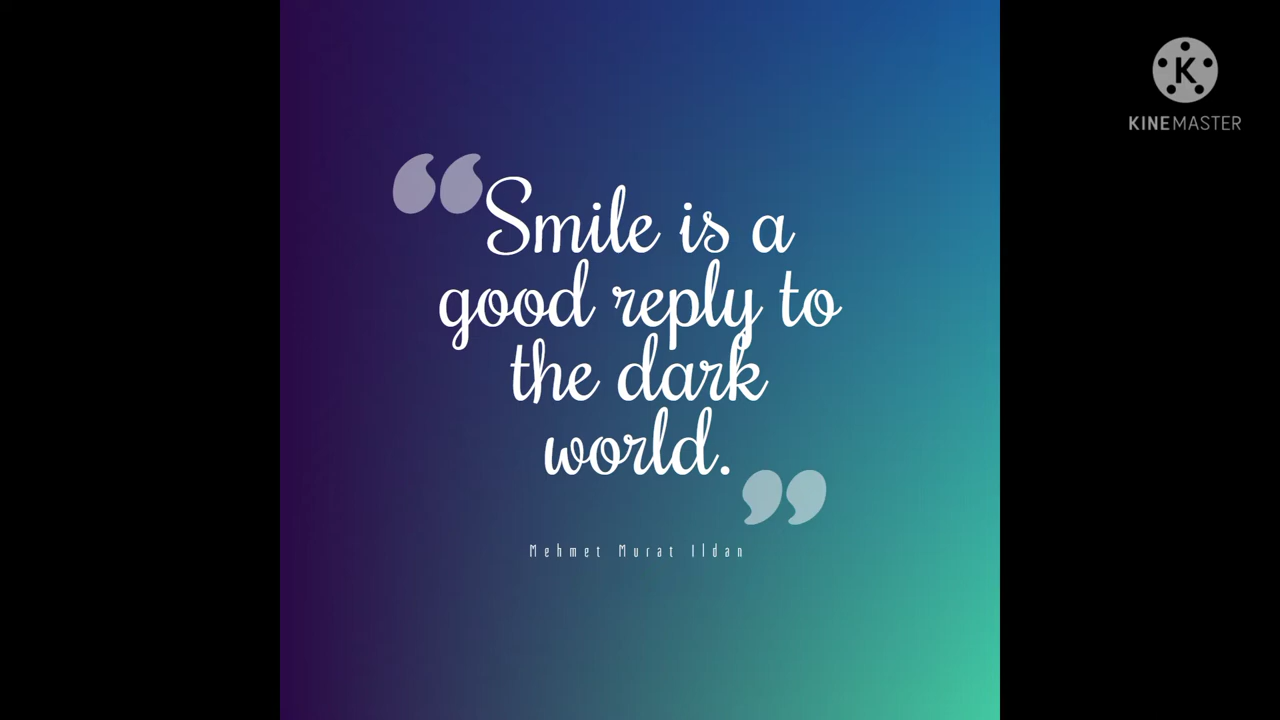 “Smile is a
good reply to
the dark
world.”
Mehmet Murat Ildan
KINEMASTER